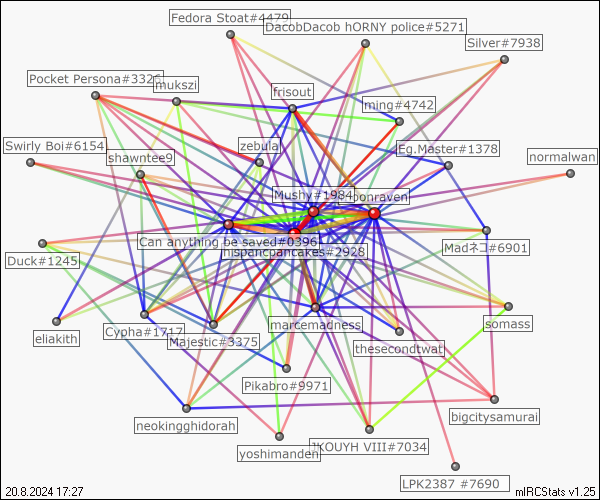 Fedora Stoat#4479
DacobDacob hORNY police#5271
Silver#7938
Pocket Persona#3326
mukszi
frisout
ming#4742
Swirly Boi#6154
shawntee9
zebulal
Eg.Master#1378
normalwan
Mushy#1984
onraven
Can anything be saved#0396
hispanicpancakes#2928
Madネコ#6901
Duck#1245
eliakith
Cypha#1717
Majestic#3375
marcemadness
thesecondtwat
somass
Pikabro#9971
bigcitysamurai
neokingghidorah
yoshimanden
!KOUYH VIII#7034
LPK2387 #7690
20.8.2024 17:27
mIRCStats v1.25